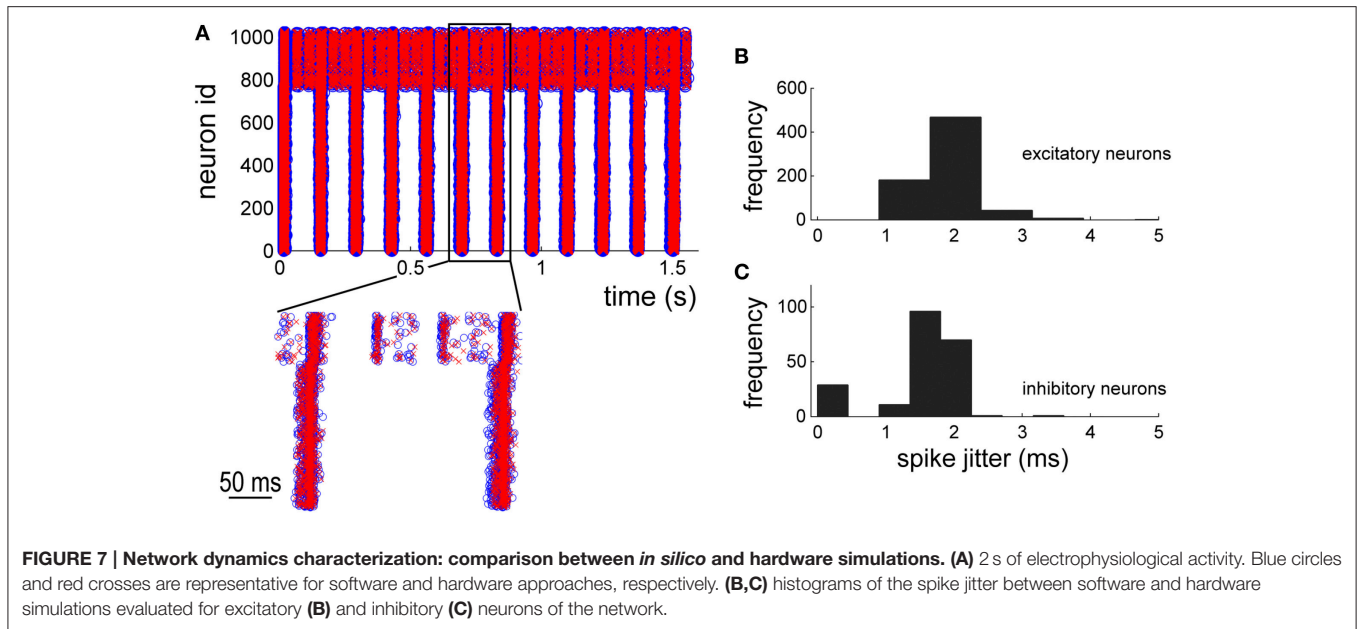 A
1000
800
600
400
200
0
neuron id
0
0.5
1
1.5
time (s)
50 ms
B
600
400
200
0
frequency
excitatory neurons
0 1 2 3 4 5
C
100
50
0
frequency
inhibitory neurons
0 1 2 3 4 5
spike jitter (ms)
FIGURE 7 | Network dynamics characterization: comparison between in silico and hardware simulations. (A) 2 s of electrophysiological activity. Blue circles
and red crosses are representative for software and hardware approaches, respectively. (B,C) histograms of the spike jitter between software and hardware
simulations evaluated for excitatory (B) and inhibitory (C) neurons of the network.